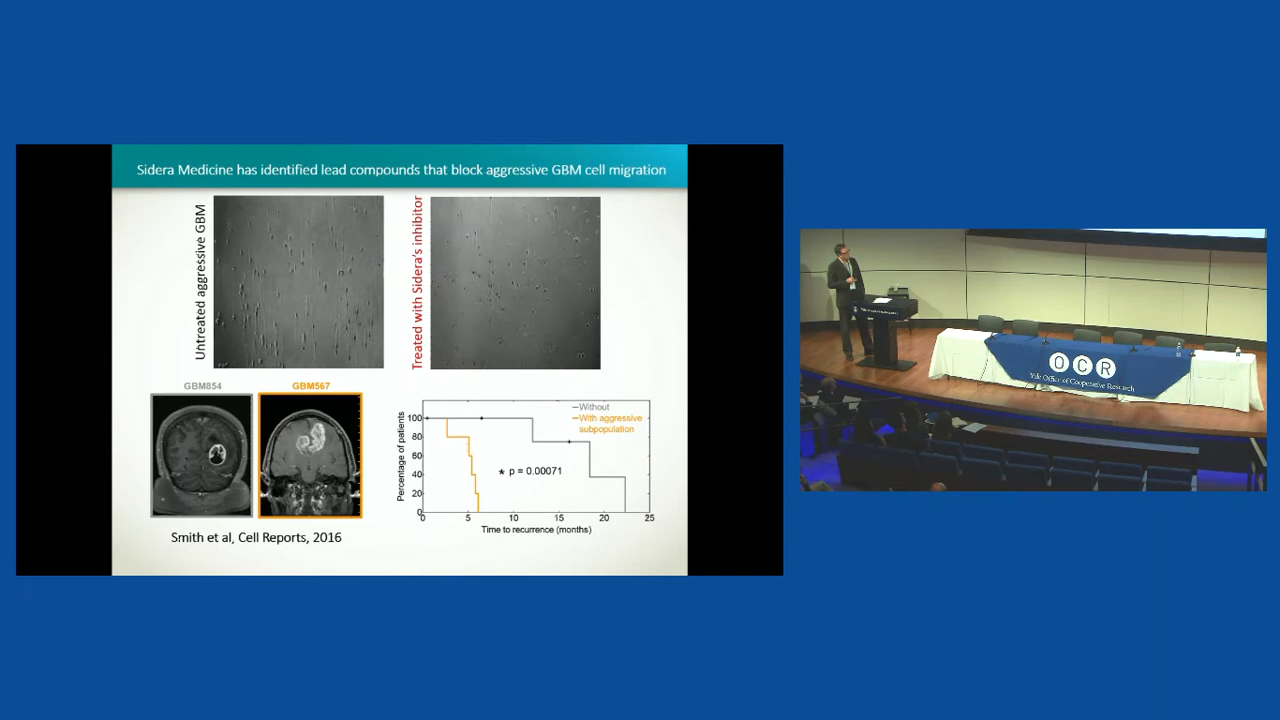 Sidera Medicine has identified lead compounds that block aggressive GBM cell migration
Untreated aggressive GBM
Treated with Sidera's inhibitor
GBM854
GBM567
Smith et al, Cell Reports, 2016
Percentage of patients
100
80
60
40
20
0
Without
With aggressive
subpopulation
* p = 0.00071
0 5 10 15 20 25
Time to recurrence (months)
OCR
Yale Office of Cooperative Research